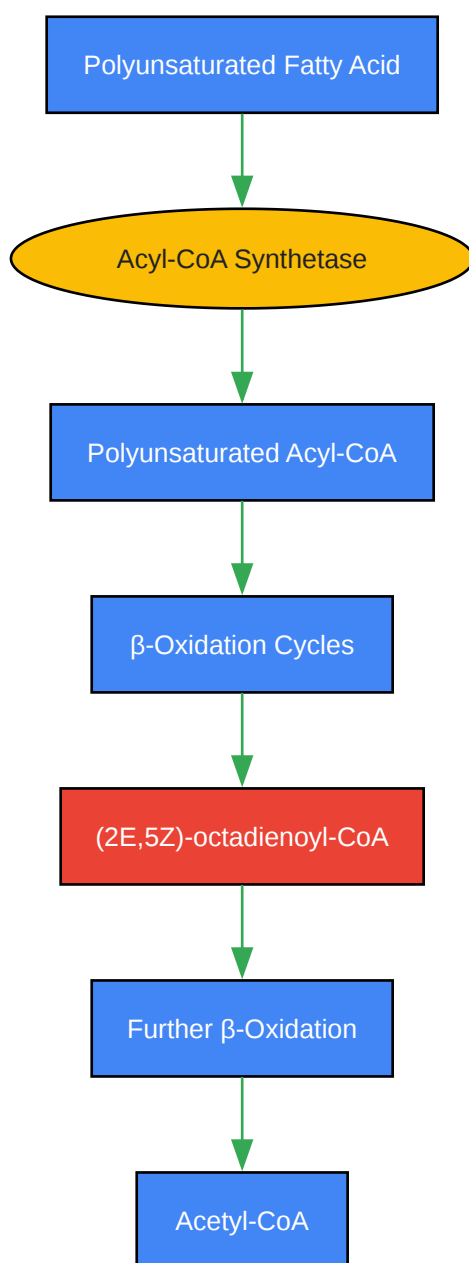 Polyunsaturated Fatty Acid
Acyl-CoA Synthetase
Polyunsaturated Acyl-CoA
β-Oxidation Cycles
(2E,5Z)-octadienoyl-CoA
Further β-Oxidation
Acetyl-CoA